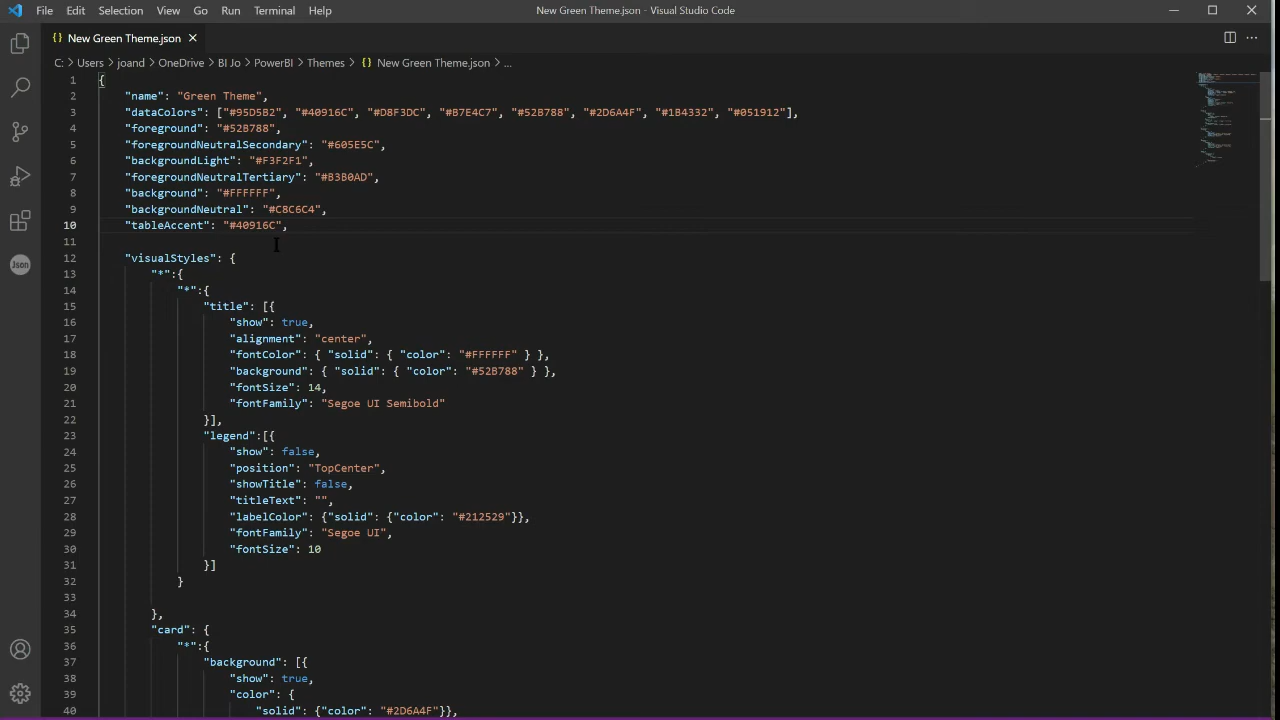 File Edit Selection View Go Run Terminal Help New Green Theme.json - Visual Studio Code
{} New Green Theme.json ×
C: > Users > joand > OneDrive > BI Jo > PowerBI > Themes > {} New Green Theme.json > ...
1 {
2 "name": "Green Theme",
3 "dataColors": ["#95D5B2", "#40916C", "#D8F3DC", "#B7E4C7", "#52B788", "#2D6A4F", "#1B4332", "#051912"],
4 "foreground": "#52B788",
5 "foregroundNeutralSecondary": "#605E5C",
6 "backgroundLight": "#F3F2F1",
7 "foregroundNeutralTertiary": "#B3B0AD",
8 "background": "#FFFFFF",
9 "backgroundNeutral": "#C8C6C4",
10 "tableAccent": "#40916C",
11
12 "visualStyles": {
13 "*":{
14 "*":{
15 "title": [{
16 "show": true,
17 "alignment": "center",
18 "fontColor": { "solid": { "color": "#FFFFFF" } },
19 "background": { "solid": { "color": "#52B788" } },
20 "fontSize": 14,
21 "fontFamily": "Segoe UI Semibold"
22 }],
23 "legend":[{
24 "show": false,
25 "position": "TopCenter",
26 "showTitle": false,
27 "titleText": "",
28 "labelColor": {"solid": {"color": "#212529"}},
29 "fontFamily": "Segoe UI",
30 "fontSize": 10
31 }]
32 }
33
34 },
35 "card": {
36 "*":{
37 "background": [{
38 "show": true,
39 "color": {
40 "solid": {"color": "#2D6A4F"}},
Json